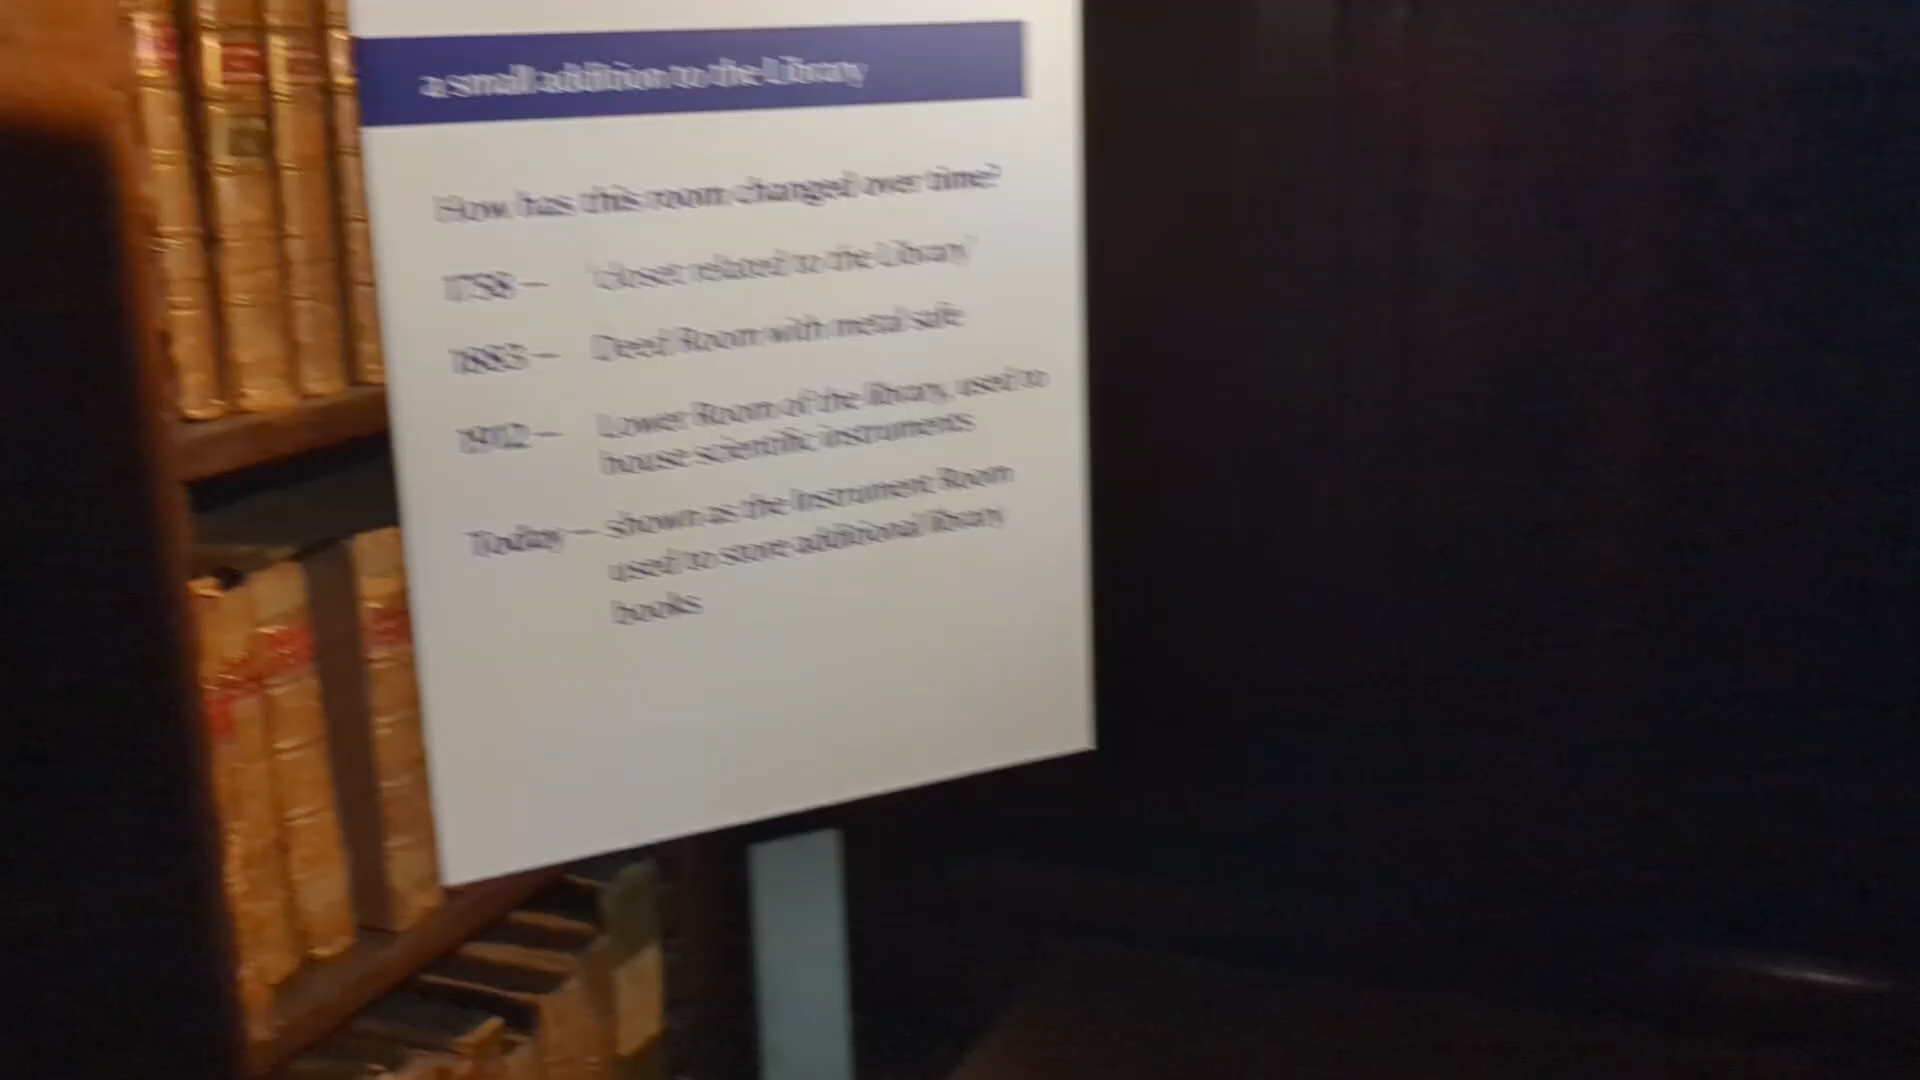 a small addition to the Library
How has this room changed over time?
1758 – 'closet related to the Library'
1883 – Deed Room with metal safe
1912 – Lower Room of the library, used to
house scientific instruments
Today – shown as the Instrument Room
used to store additional library
books